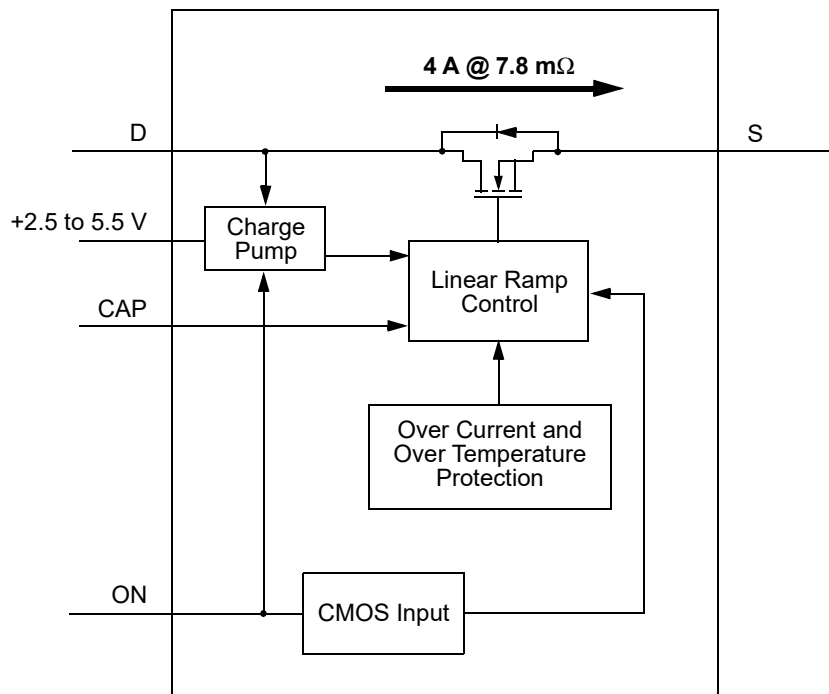 4 A @ 7.8 mΩ
D
S
+2.5 to 5.5 V
Charge
Pump
Linear Ramp
Control
CAP
Over Current and
Over Temperature
Protection
ON
CMOS Input